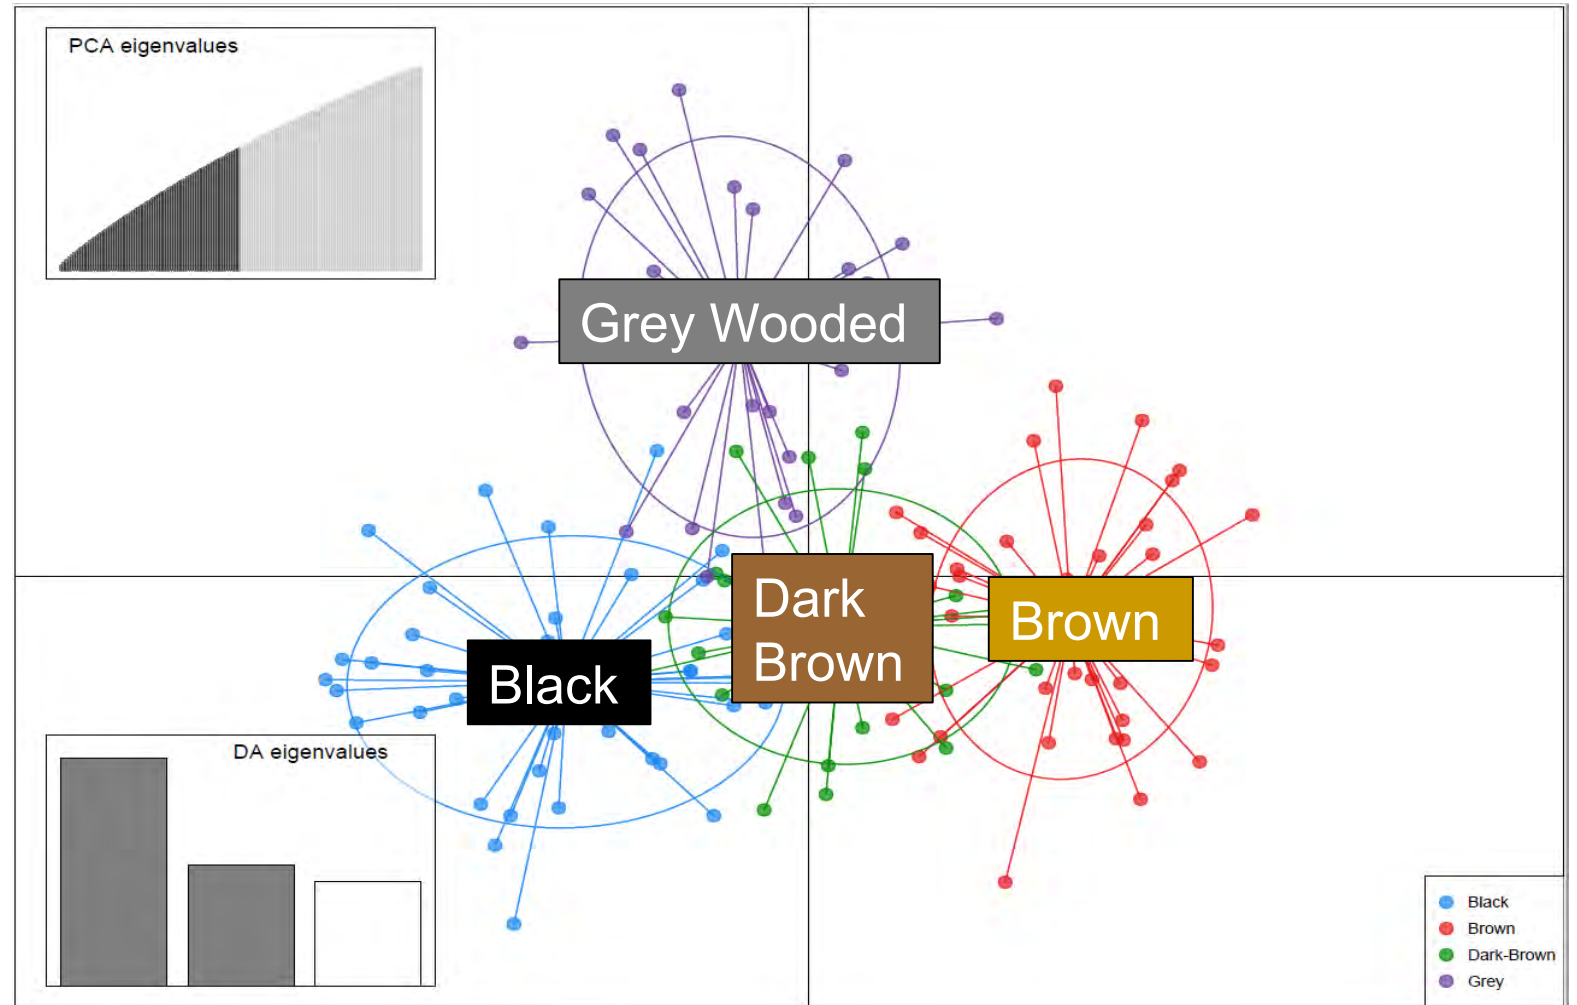 PCA eigenvalues
Grey Wooded
Dark
Brown
Brown
Black
DA eigenvalues
Black
Brown
Dark-Brown
Grey